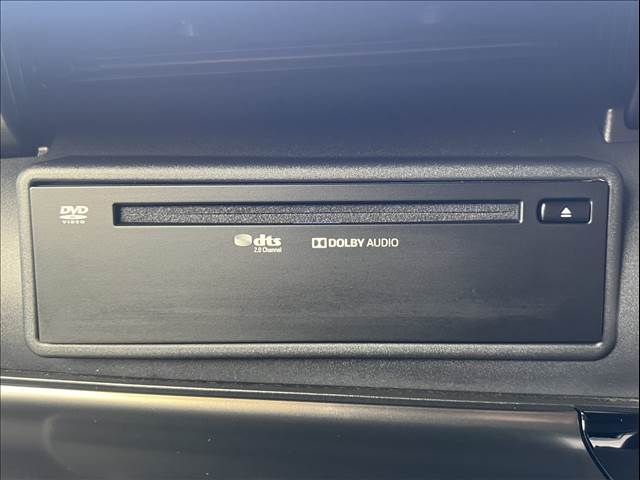 DVD
VIDEO
dts
2.0 Channel
DOLBY AUDIO